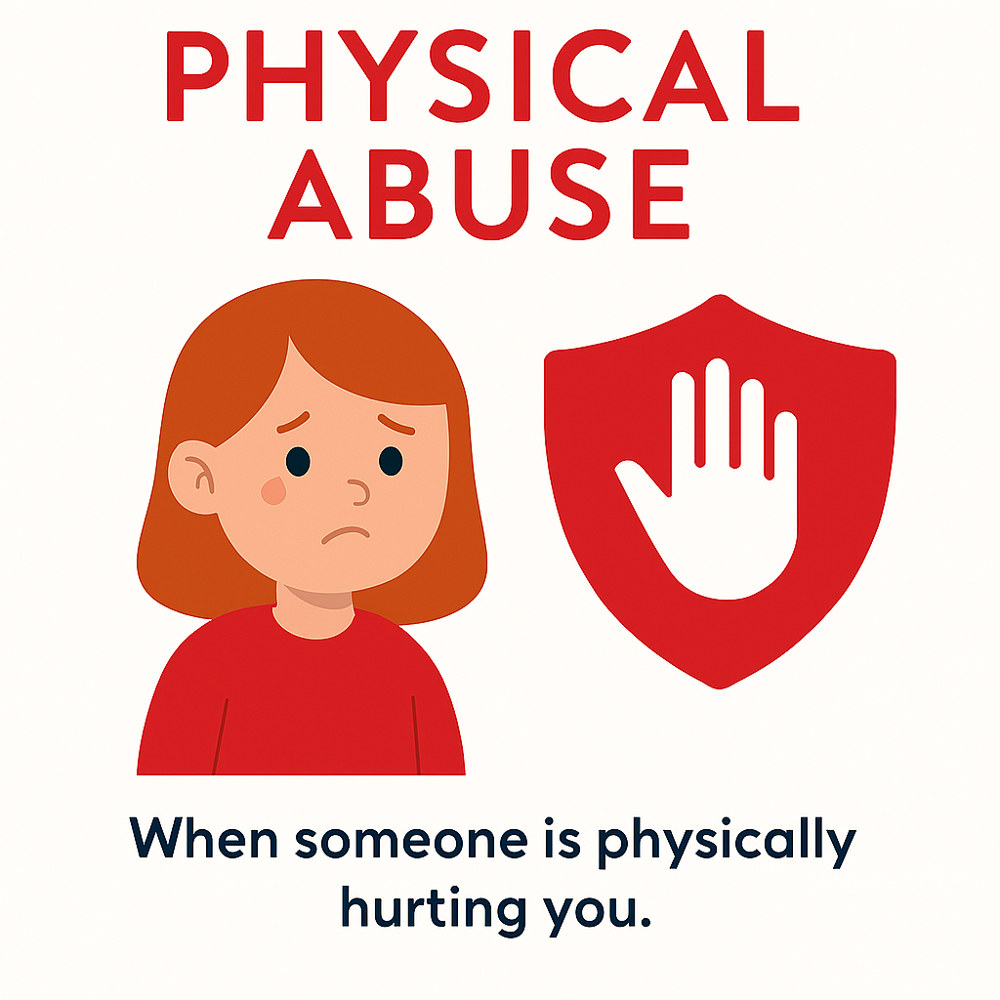 PHYSICAL
ABUSE
When someone is physically
hurting you.